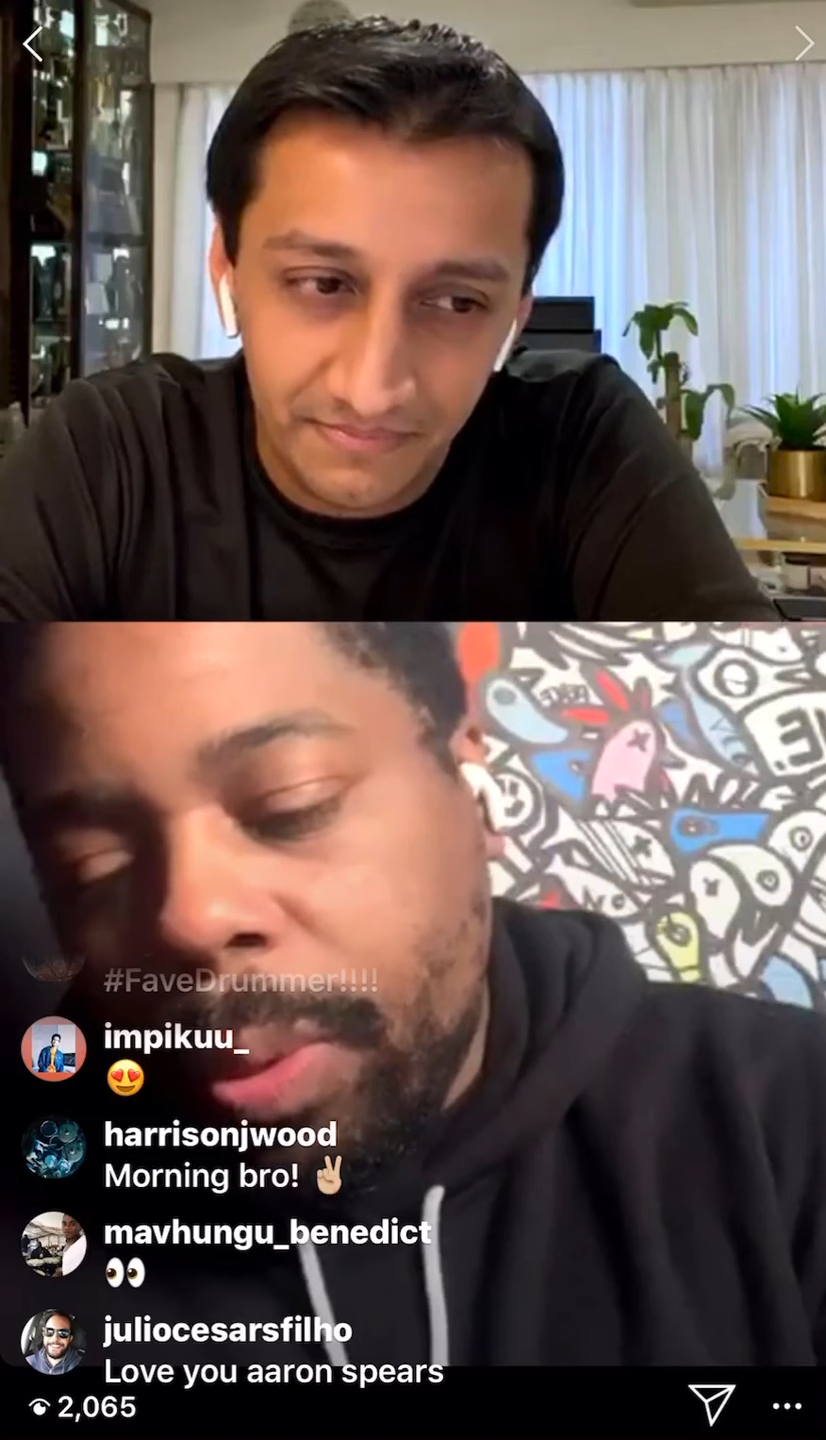 #FaveDrummer!!!!
impikuu_
😍
harrisonjwood
Morning bro! ✌🏼
mavhungu_benedict
👀
juliocesarsfilho
Love you aaron spears
2,065